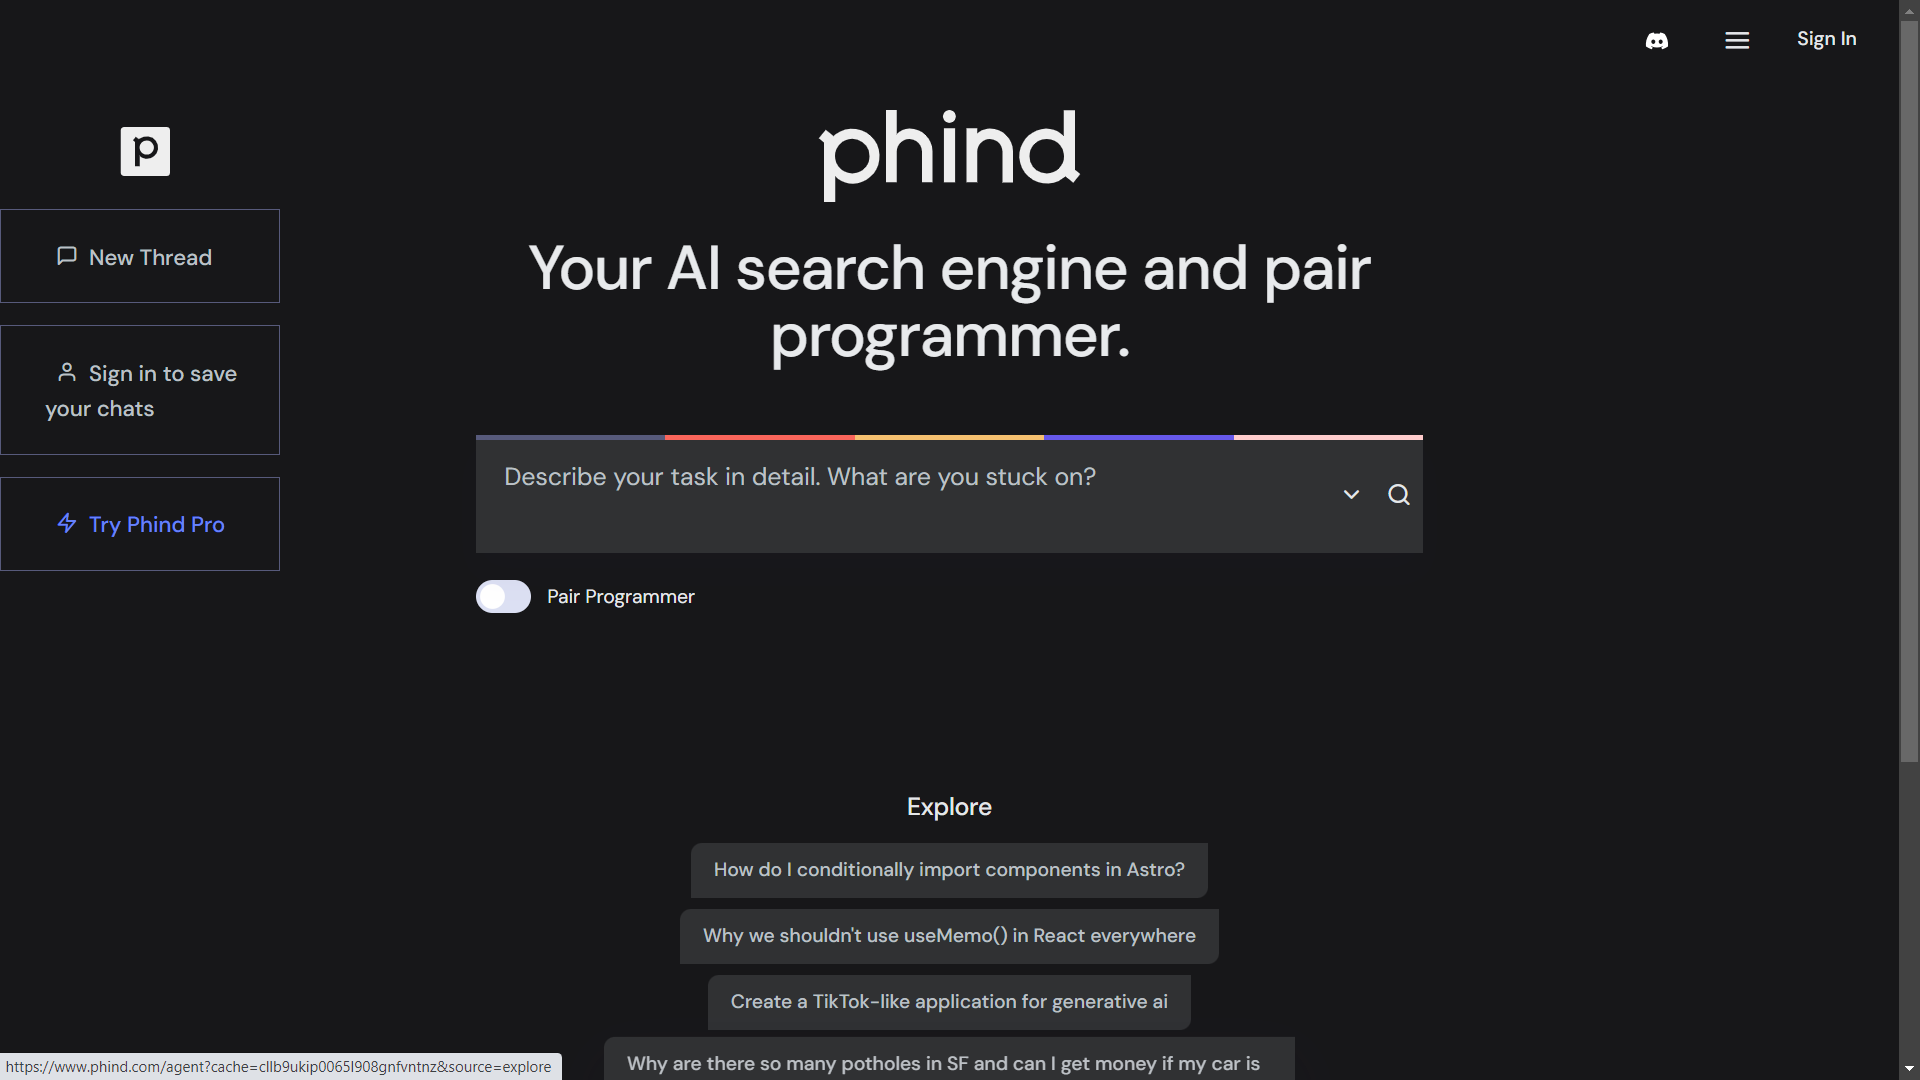 Sign In
p
phind
Your AI search engine and pair
programmer.
New Thread
Sign in to save
your chats
Try Phind Pro
Describe your task in detail. What are you stuck on?
Pair Programmer
Explore
How do I conditionally import components in Astro?
Why we shouldn't use useMemo() in React everywhere
Create a TikTok-like application for generative ai
Why are there so many potholes in SF and can I get money if my car is
https://www.phind.com/agent?cache=cllb9ukip0065l908gnfvntnz&source=explore